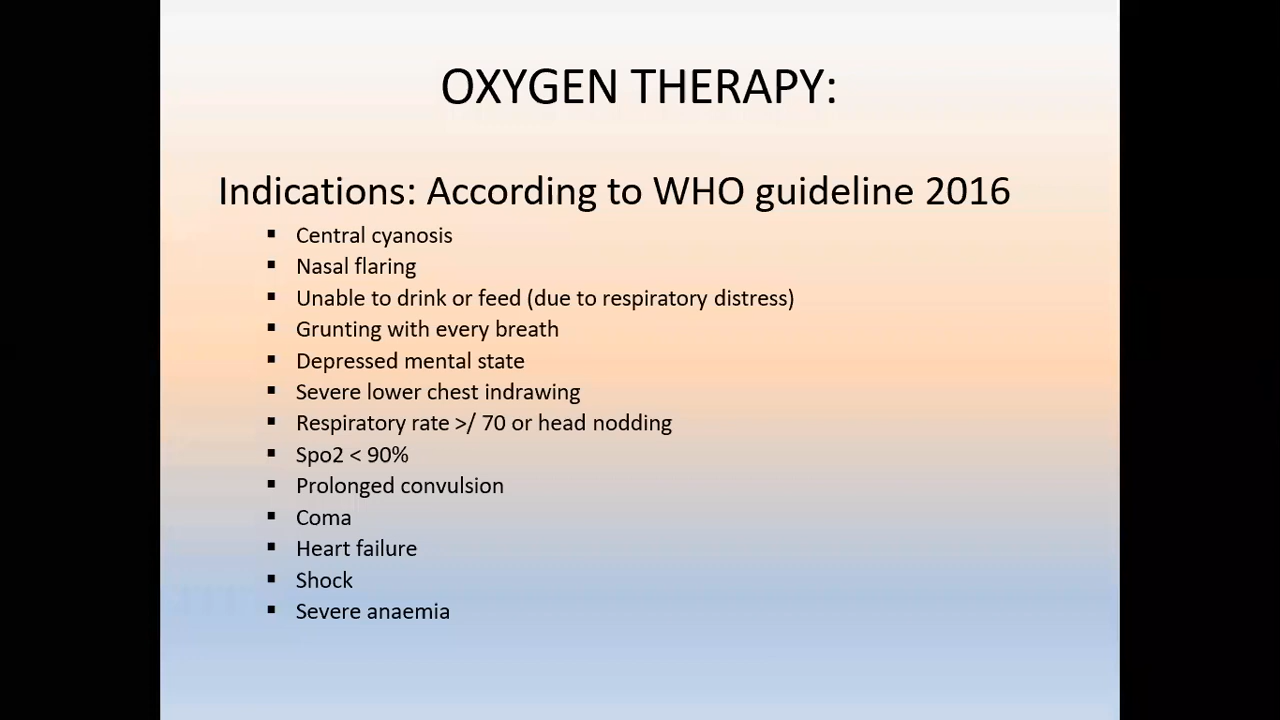 OXYGEN THERAPY:
Indications: According to WHO guideline 2016
▪ Central cyanosis
▪ Nasal flaring
▪ Unable to drink or feed (due to respiratory distress)
▪ Grunting with every breath
▪ Depressed mental state
▪ Severe lower chest indrawing
▪ Respiratory rate >/ 70 or head nodding
▪ Spo2 < 90%
▪ Prolonged convulsion
▪ Coma
▪ Heart failure
▪ Shock
▪ Severe anaemia